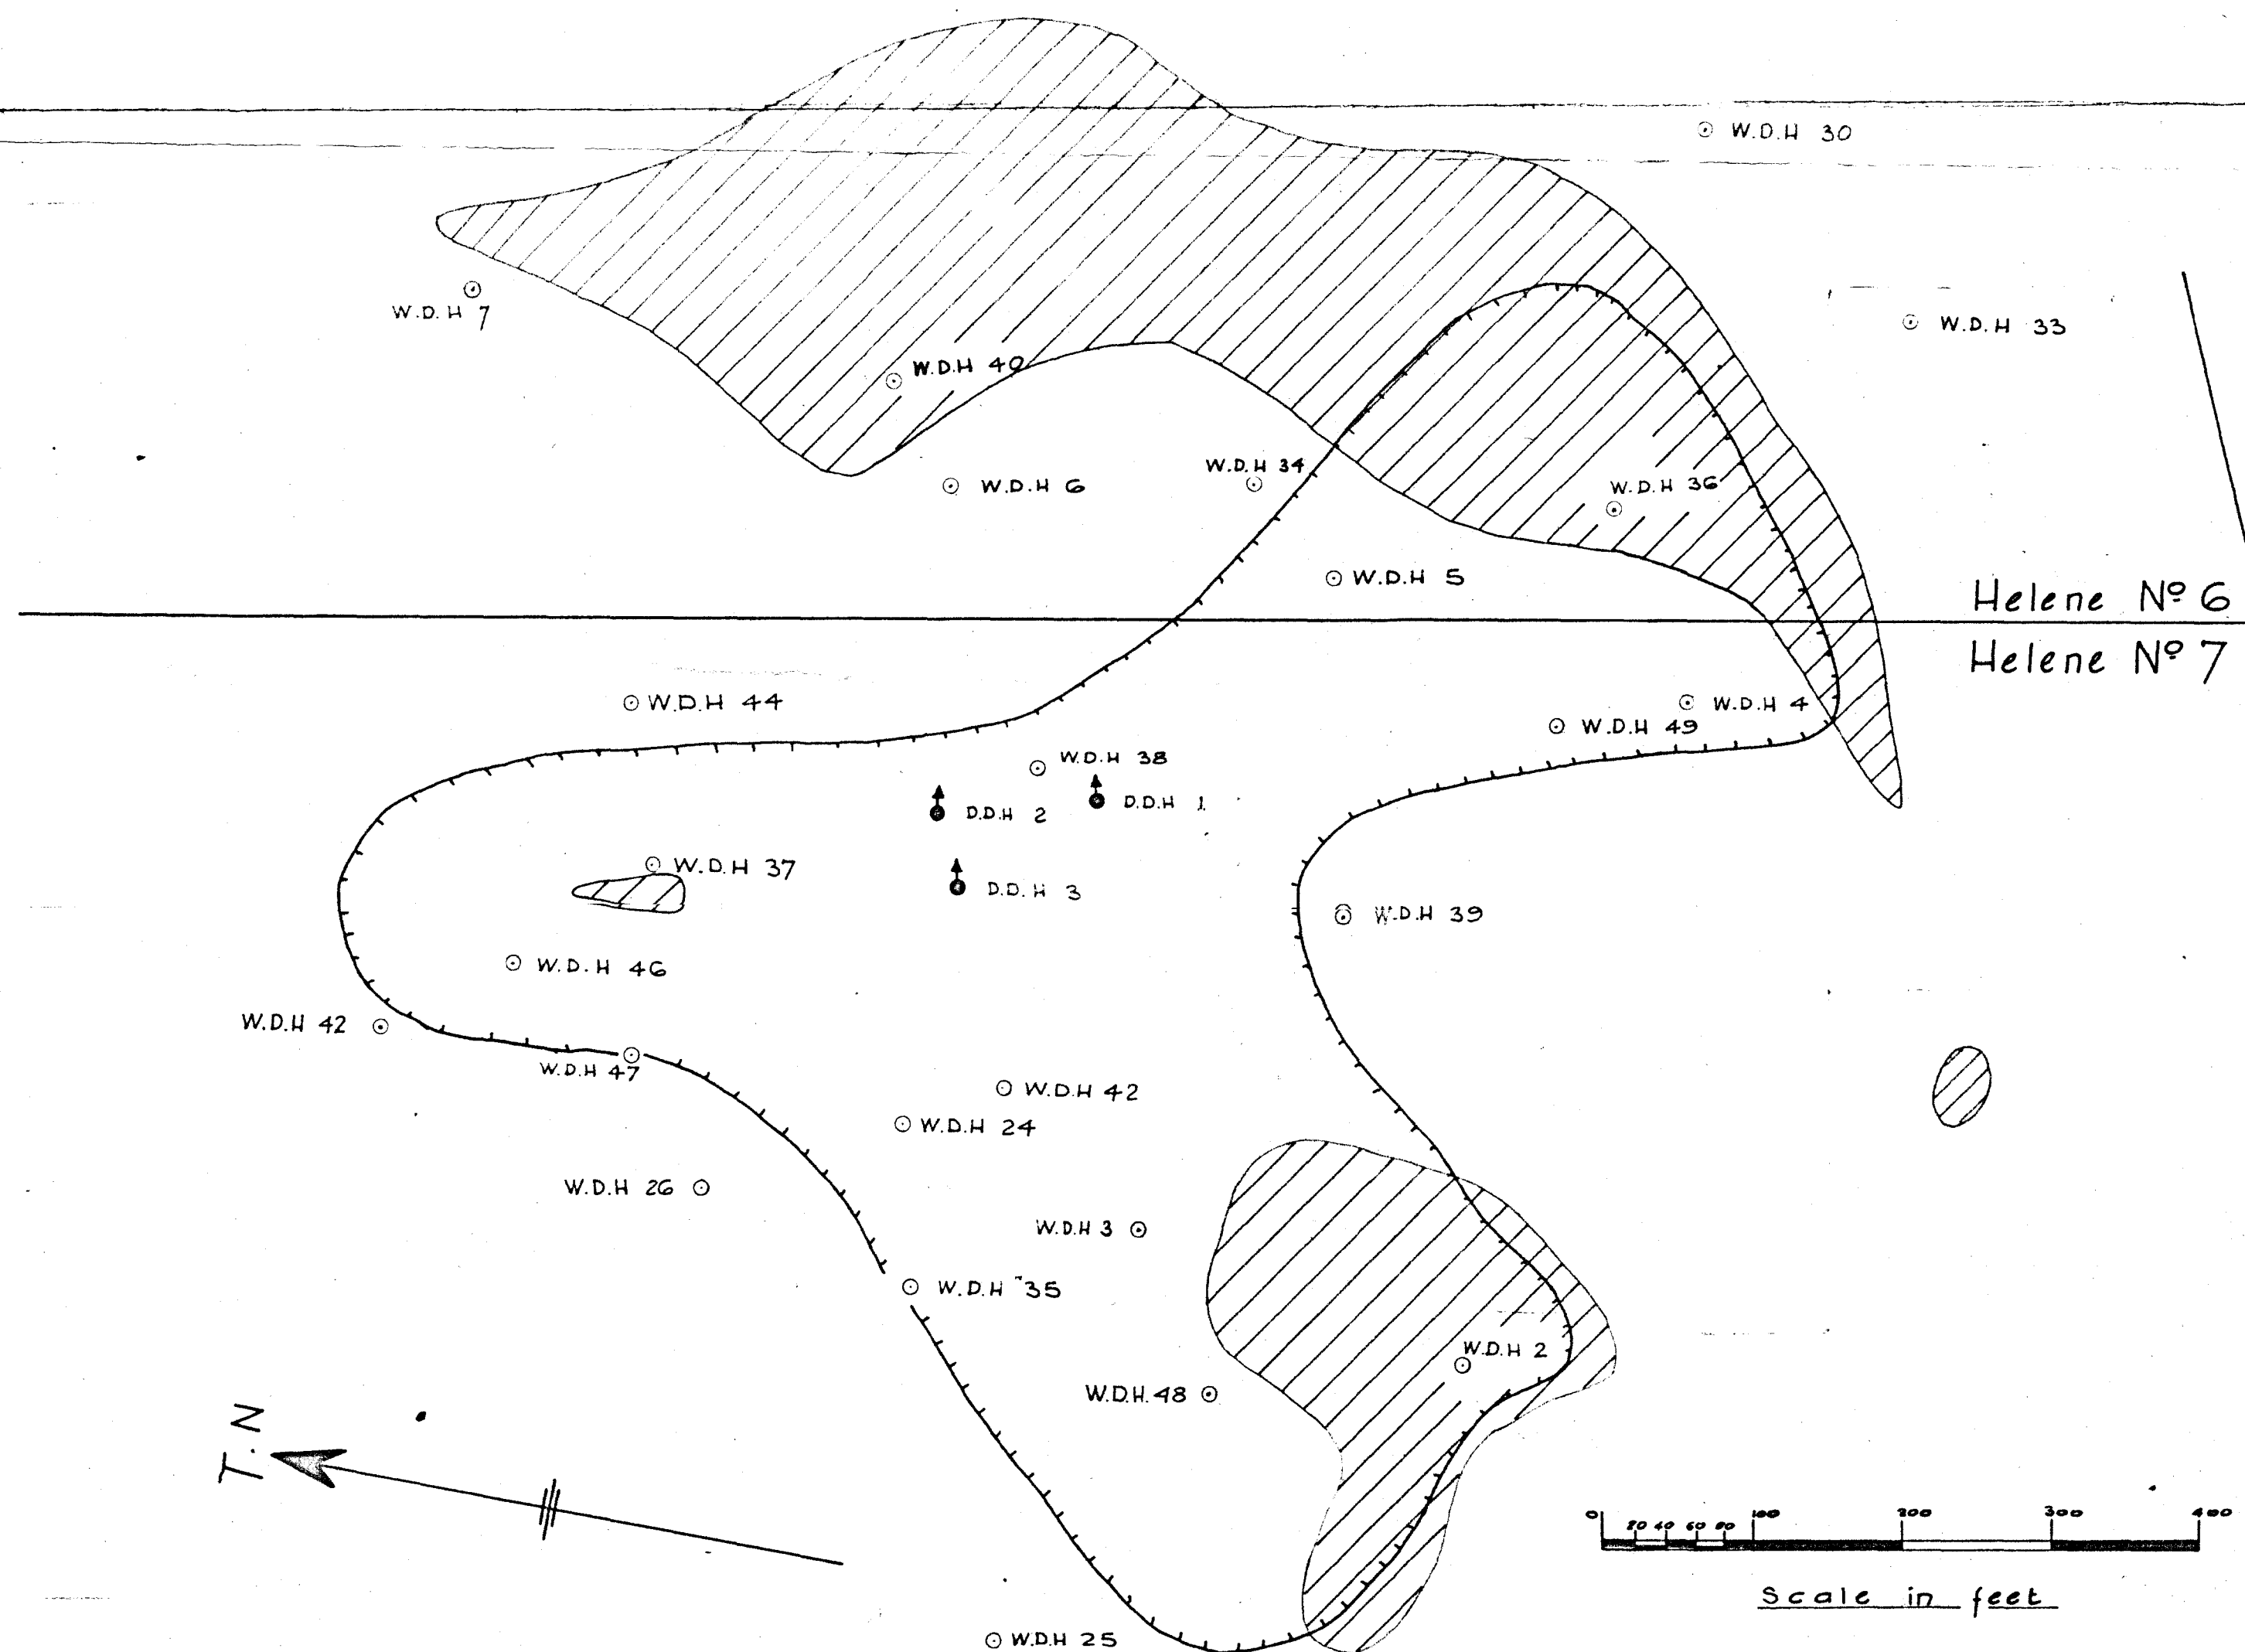 W.D.H 30
W.D.H 7
W.D.H 33
W.D.H 40
W.D.H 34
W.D.H 6
W.D.H 36
W.D.H 5
Helene Nº 6
Helene Nº 7
W.D.H 44
W.D.H 4
W.D.H 49
W.D.H 38
D.D.H 1
D.D.H 2
W.D.H 37
D.D.H 3
W.D.H 39
W.D.H 46
W.D.H 42
W.D.H 47
W.D.H 42
W.D.H 24
W.D.H 26
W.D.H 3
W.D.H 35
W.D.H 2
W.D.H. 48
T.N
0 20 40 60 80 100 200 300 400
Scale in feet
W.D.H 25